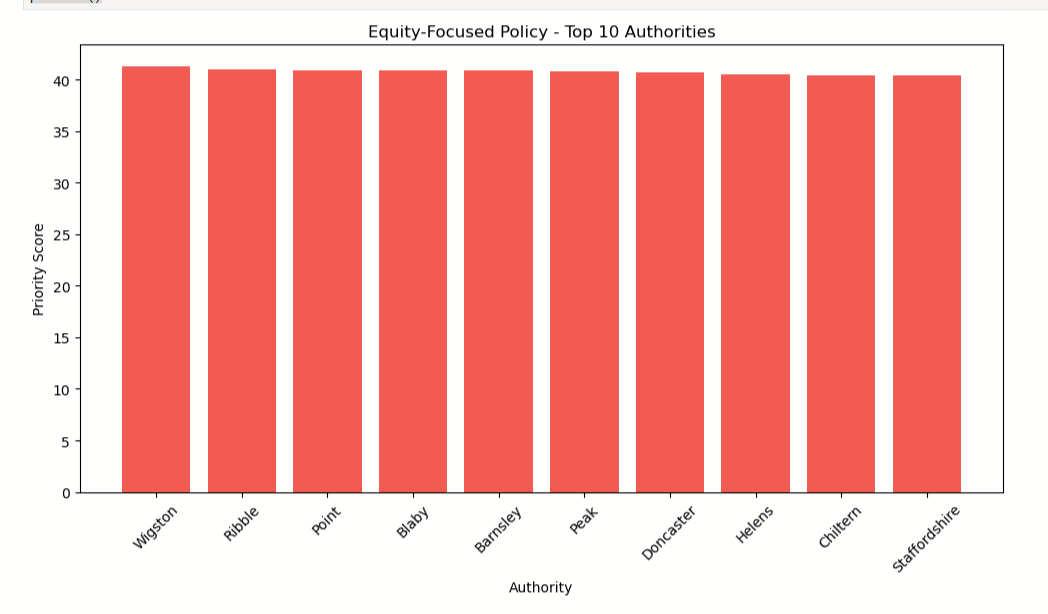 Equity-Focused Policy - Top 10 Authorities
Priority Score
40
35
30
25
20
15
10
5
0
Wigston
Ribble
Point
Blaby
Barnsley
Peak
Doncaster
Helens
Chiltern
Staffordshire
Authority